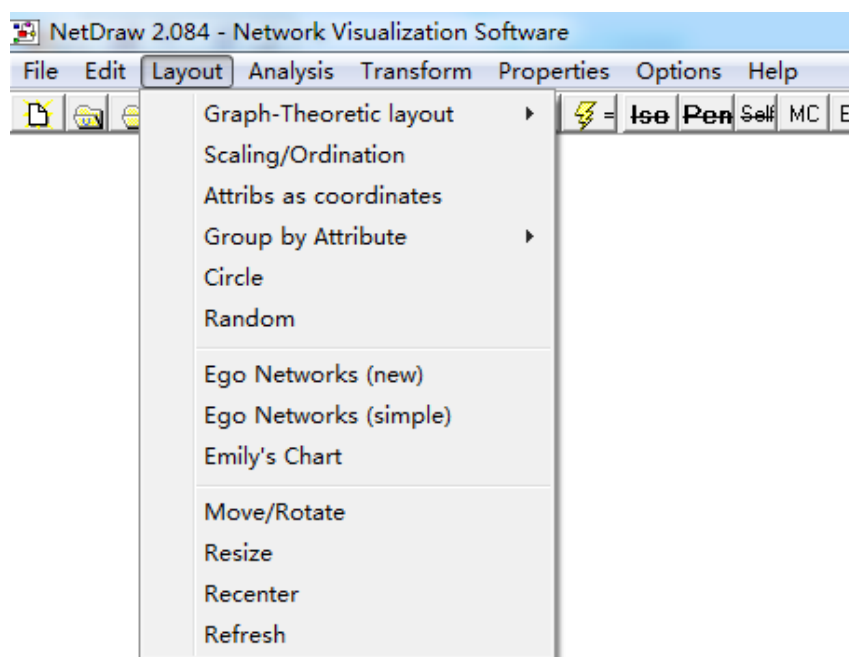 NetDraw 2.084 - Network Visualization Software
File Edit Layout Analysis Transform Properties Options Help
= Iso Pen Self MC E
Graph-Theoretic layout
Scaling/Ordination
Attribs as coordinates
Group by Attribute
Circle
Random
Ego Networks (new)
Ego Networks (simple)
Emily's Chart
Move/Rotate
Resize
Recenter
Refresh